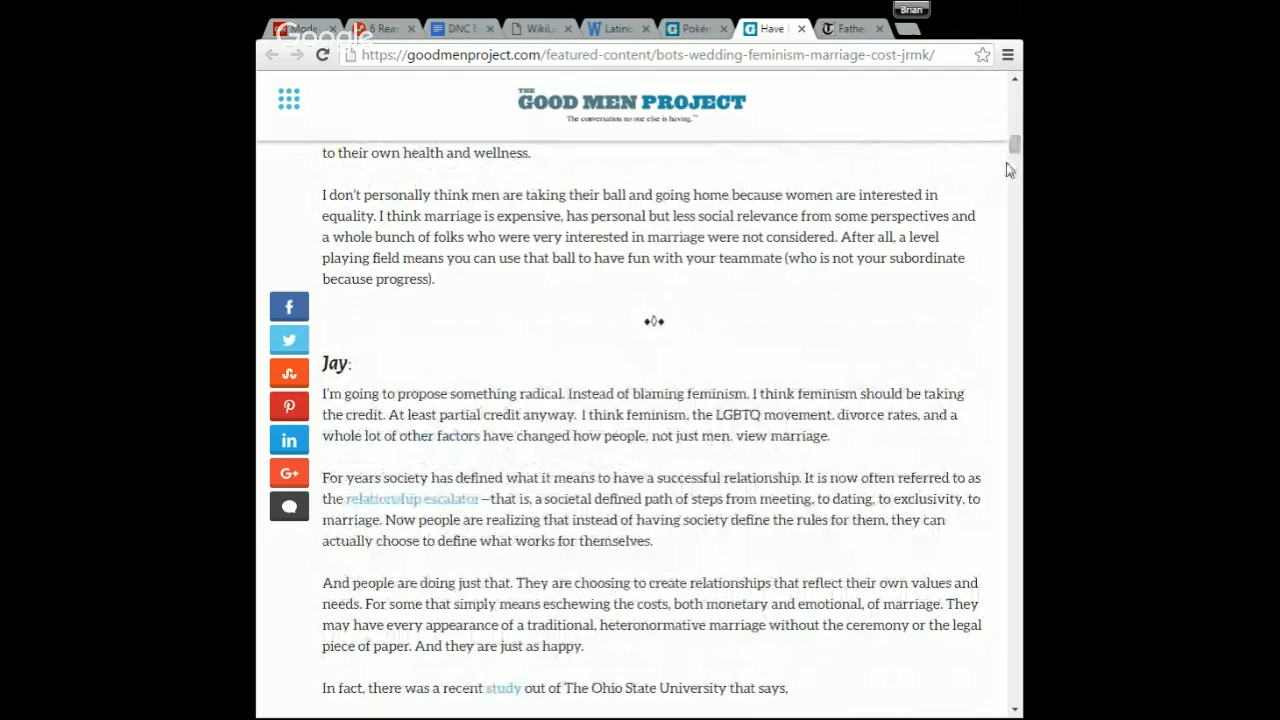 Brian
Mode
6 Rea
DNC E
WikiL
Latino
Pokém
Have
Fathe
Google
https://goodmenproject.com/featured-content/bots-wedding-feminism-marriage-cost-jrmk/
THE
GOOD MEN PROJECT
The conversation no one else is having.™
to their own health and wellness.
I don't personally think men are taking their ball and going home because women are interested in
equality. I think marriage is expensive, has personal but less social relevance from some perspectives and
a whole bunch of folks who were very interested in marriage were not considered. After all, a level
playing field means you can use that ball to have fun with your teammate (who is not your subordinate
because progress).
Jay:
I'm going to propose something radical. Instead of blaming feminism. I think feminism should be taking
the credit. At least partial credit anyway. I think feminism, the LGBTQ movement, divorce rates, and a
whole lot of other factors have changed how people, not just men, view marriage.
For years society has defined what it means to have a successful relationship. It is now often referred to as
the relationship escalator—that is, a societal defined path of steps from meeting, to dating, to exclusivity, to
marriage. Now people are realizing that instead of having society define the rules for them, they can
actually choose to define what works for themselves.
And people are doing just that. They are choosing to create relationships that reflect their own values and
needs. For some that simply means eschewing the costs, both monetary and emotional, of marriage. They
may have every appearance of a traditional, heteronormative marriage without the ceremony or the legal
piece of paper. And they are just as happy.
In fact, there was a recent study out of The Ohio State University that says,